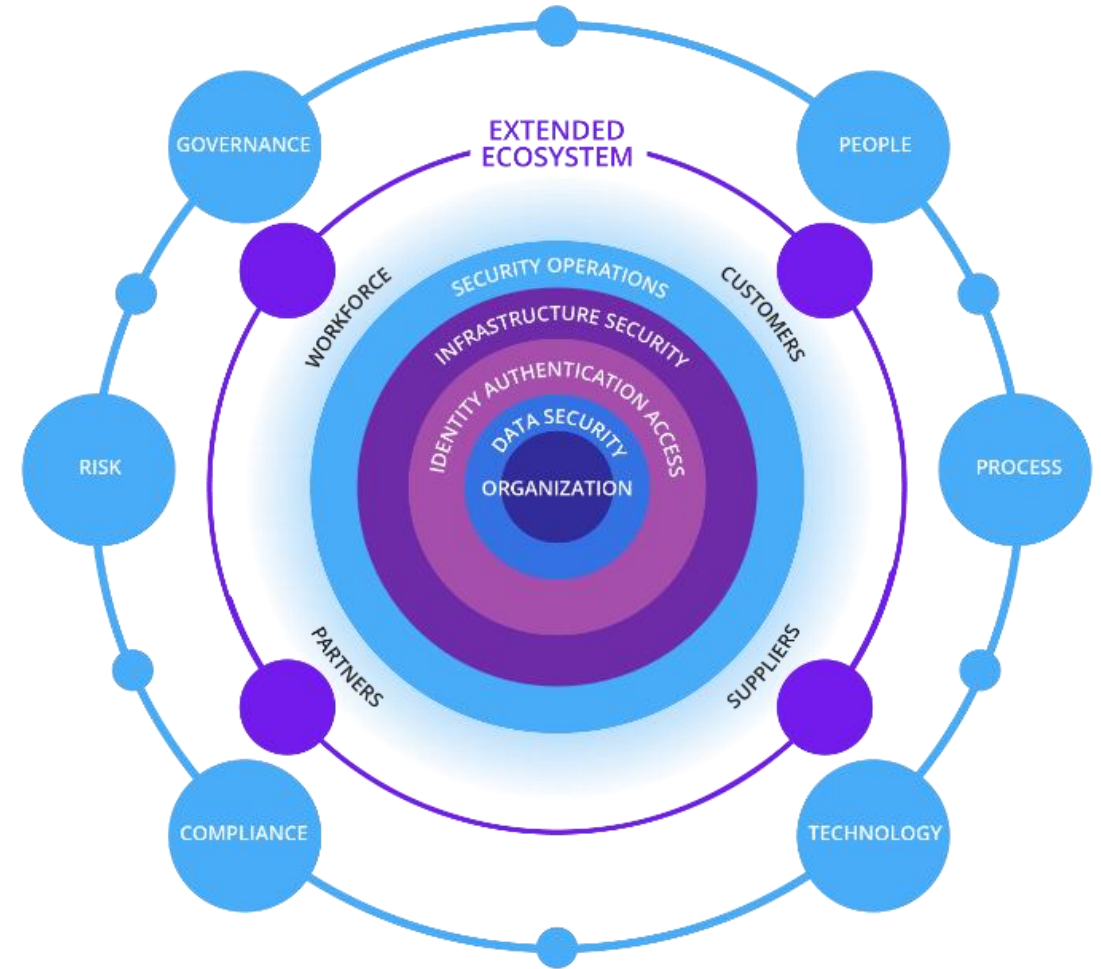 GOVERNANCE
PEOPLE
EXTENDED
ECOSYSTEM
WORKFORCE
CUSTOMERS
SECURITY OPERATIONS
INFRASTRUCTURE SECURITY
IDENTITY AUTHENTICATION ACCESS
DATA SECURITY
ORGANIZATION
RISK
PROCESS
PARTNERS
SUPPLIERS
COMPLIANCE
TECHNOLOGY